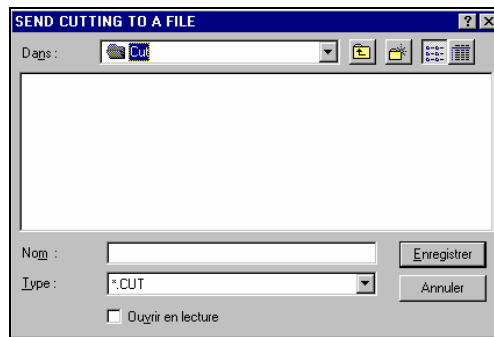 SEND CUTTING TO A FILE
Dans :
Cut
Nom :
Enregistrer
Type :
*.CUT
Annuler
Ouvrir en lecture